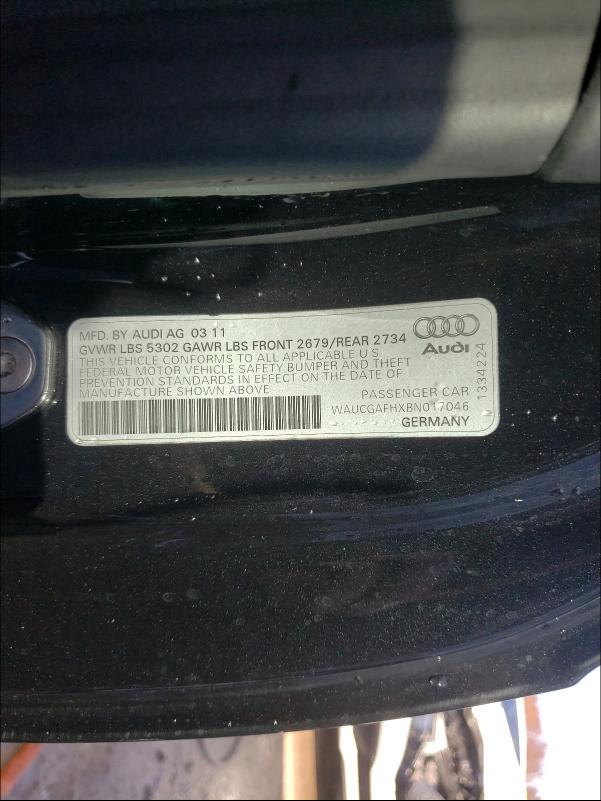 MFD. BY AUDI AG 03 11
GVWR LBS 5302 GAWR LBS FRONT 2679/REAR 2734
THIS VEHICLE CONFORMS TO ALL APPLICABLE U S
FEDERAL MOTOR VEHICLE SAFETY BUMPER AND THEFT
PREVENTION STANDARDS IN EFFECT ON THE DATE OF
MANUFACTURE SHOWN ABOVE
PASSENGER CAR
WAUCGAFHXBN017046
GERMANY
Audi
1334224